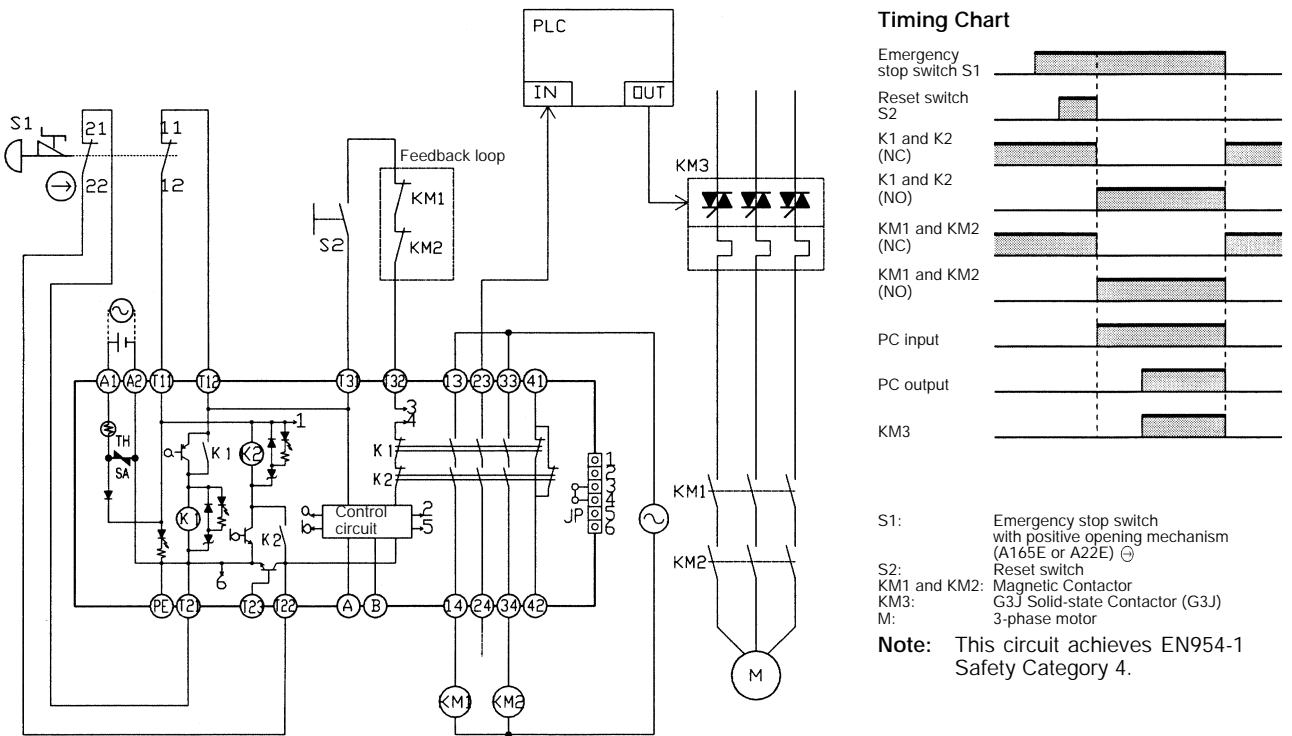 PLC
IN
OUT
S1
21
11
22
12
Feedback loop
KM1
KM2
S2
KM3
A1
A2
T11
T12
T31
T32
13
23
33
41
1
3
4
TH
SA
a
K1
K2
K1
K2
K1
b
K2
a
b
Control
circuit
2
5
6
JP
1
2
3
4
5
6
KM1
KM2
PE
T21
T23
T22
A
B
14
24
34
42
KM1
KM2
M
Timing Chart
Emergency
stop switch S1
Reset switch
S2
K1 and K2
(NC)
K1 and K2
(NO)
KM1 and KM2
(NC)
KM1 and KM2
(NO)
PC input
PC output
KM3
S1: Emergency stop switch
with positive opening mechanism
(A165E or A22E)
S2: Reset switch
KM1 and KM2: Magnetic Contactor
KM3: G3J Solid-state Contactor (G3J)
M: 3-phase motor
Note: This circuit achieves EN954-1
Safety Category 4.